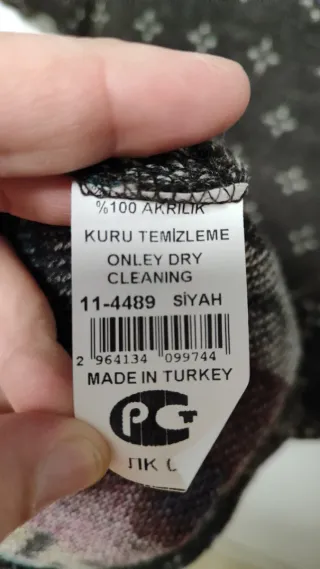 %100 AKRİLİK
KURU TEMİZLEME
ONLEY DRY
CLEANING
11-4489 SİYAH
2 964134 099744
MADE IN TURKEY
РСТ